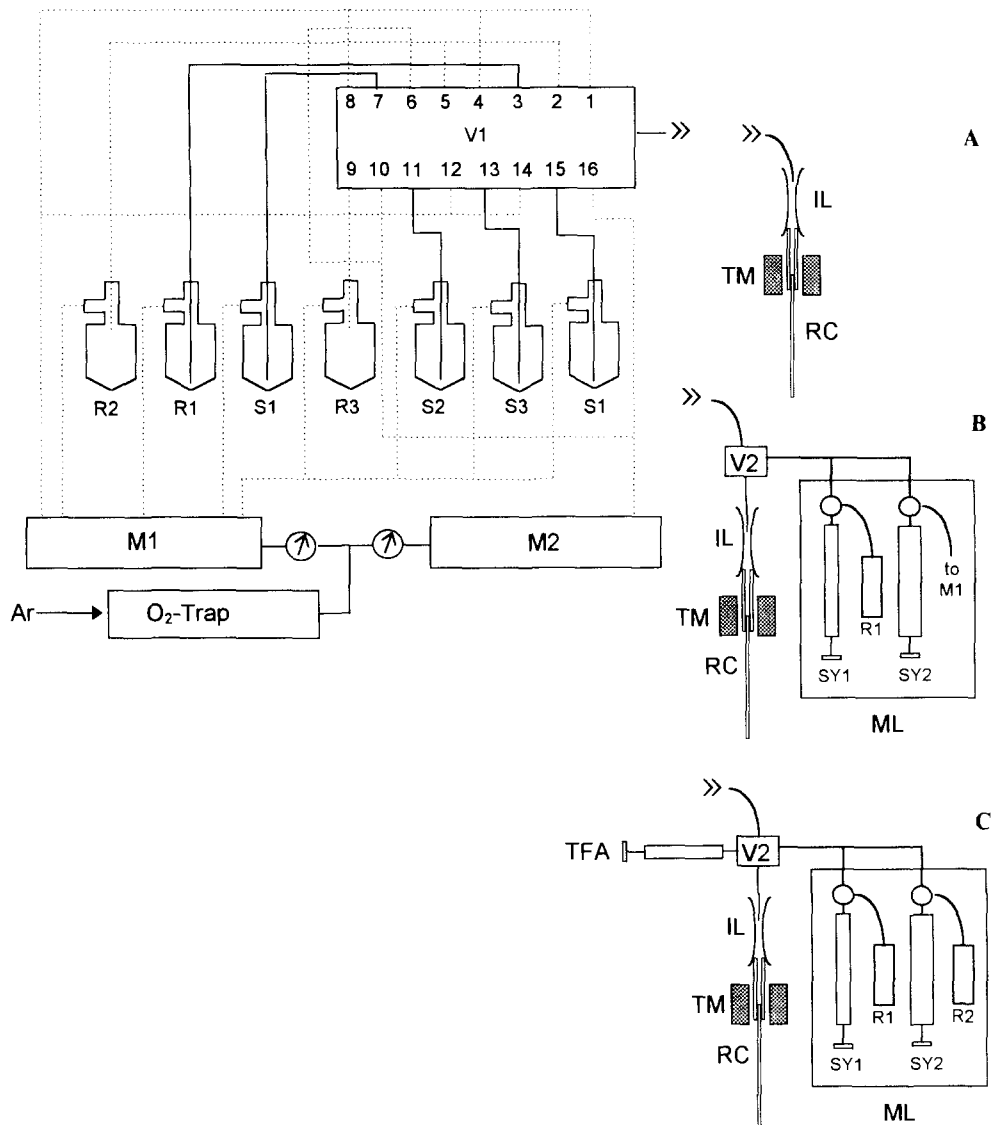 8 7 6 5 4 3 2 1
V1
9 10 11 12 13 14 15 16
R2 R1 S1 R3 S2 S3 S1
M1
M2
Ar
O₂-Trap
A
IL
TM
RC
B
V2
IL
TM
RC
R1
to
M1
SY1
SY2
ML
C
TFA
V2
IL
TM
RC
R1
R2
SY1
SY2
ML